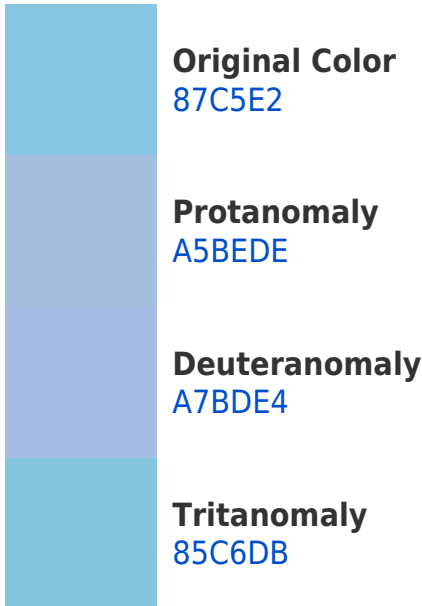 Original Color
87C5E2
Protanomaly
A5BEDE
Deuteranomaly
A7BDE4
Tritanomaly
85C6DB